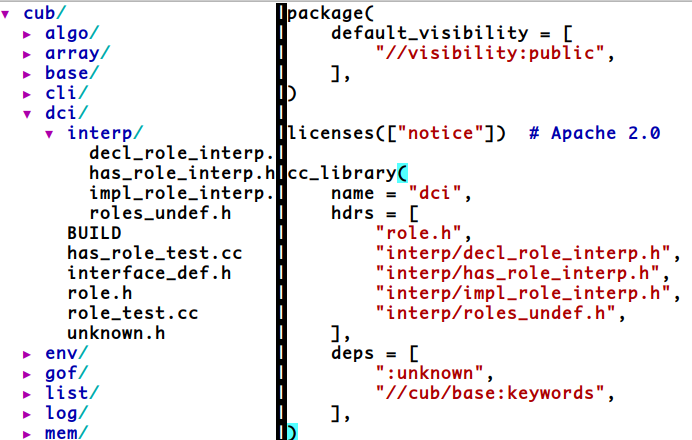 ▼ cub/
▶ algo/
▶ array/
▶ base/
▶ cli/
▼ dci/
▼ interp/
decl_role_interp.
has_role_interp.h
impl_role_interp.
roles_undef.h
BUILD
has_role_test.cc
interface_def.h
role.h
role_test.cc
unknown.h
▶ env/
▶ gof/
▶ list/
▶ log/
▶ mem/
package(
    default_visibility = [
        "//visibility:public",
    ],
)
licenses(["notice"])  # Apache 2.0
cc_library(
    name = "dci",
    hdrs = [
        "role.h",
        "interp/decl_role_interp.h",
        "interp/has_role_interp.h",
        "interp/impl_role_interp.h",
        "interp/roles_undef.h",
    ],
    deps = [
        ":unknown",
        "//cub/base:keywords",
    ],
)